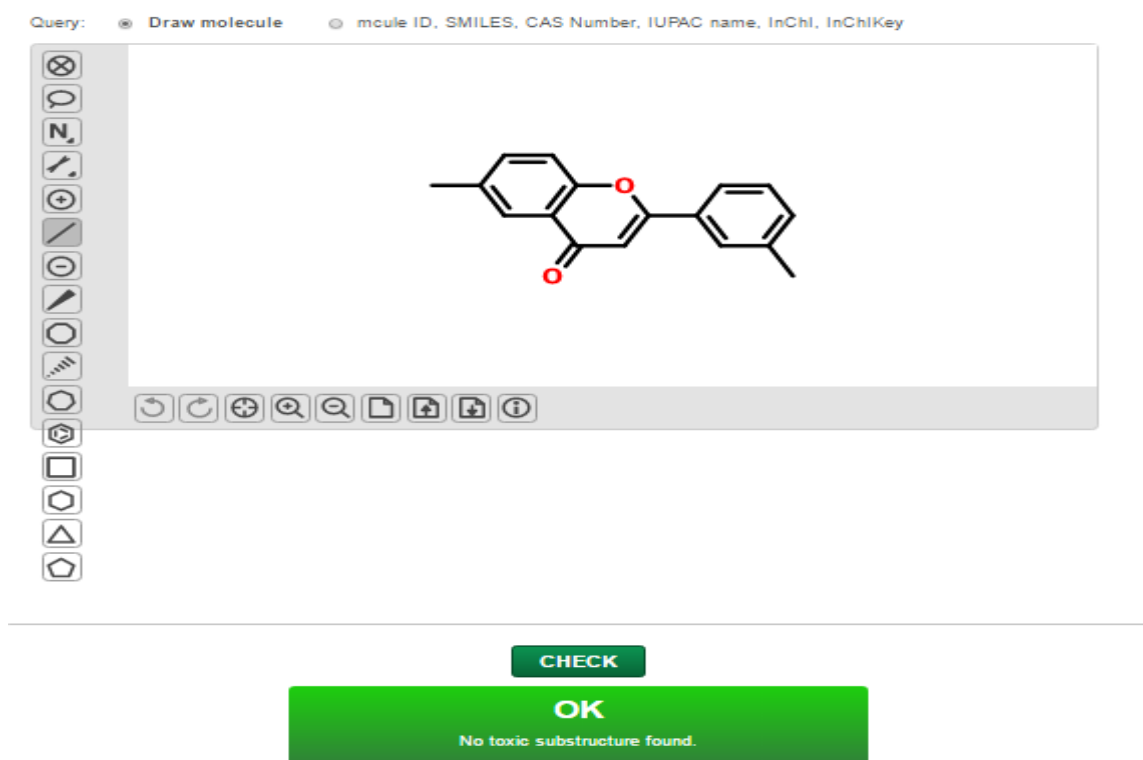 Query: Draw molecule mcule ID, SMILES, CAS Number, IUPAC name, InChI, InChIKey
N
O
O
CHECK
OK
No toxic substructure found.